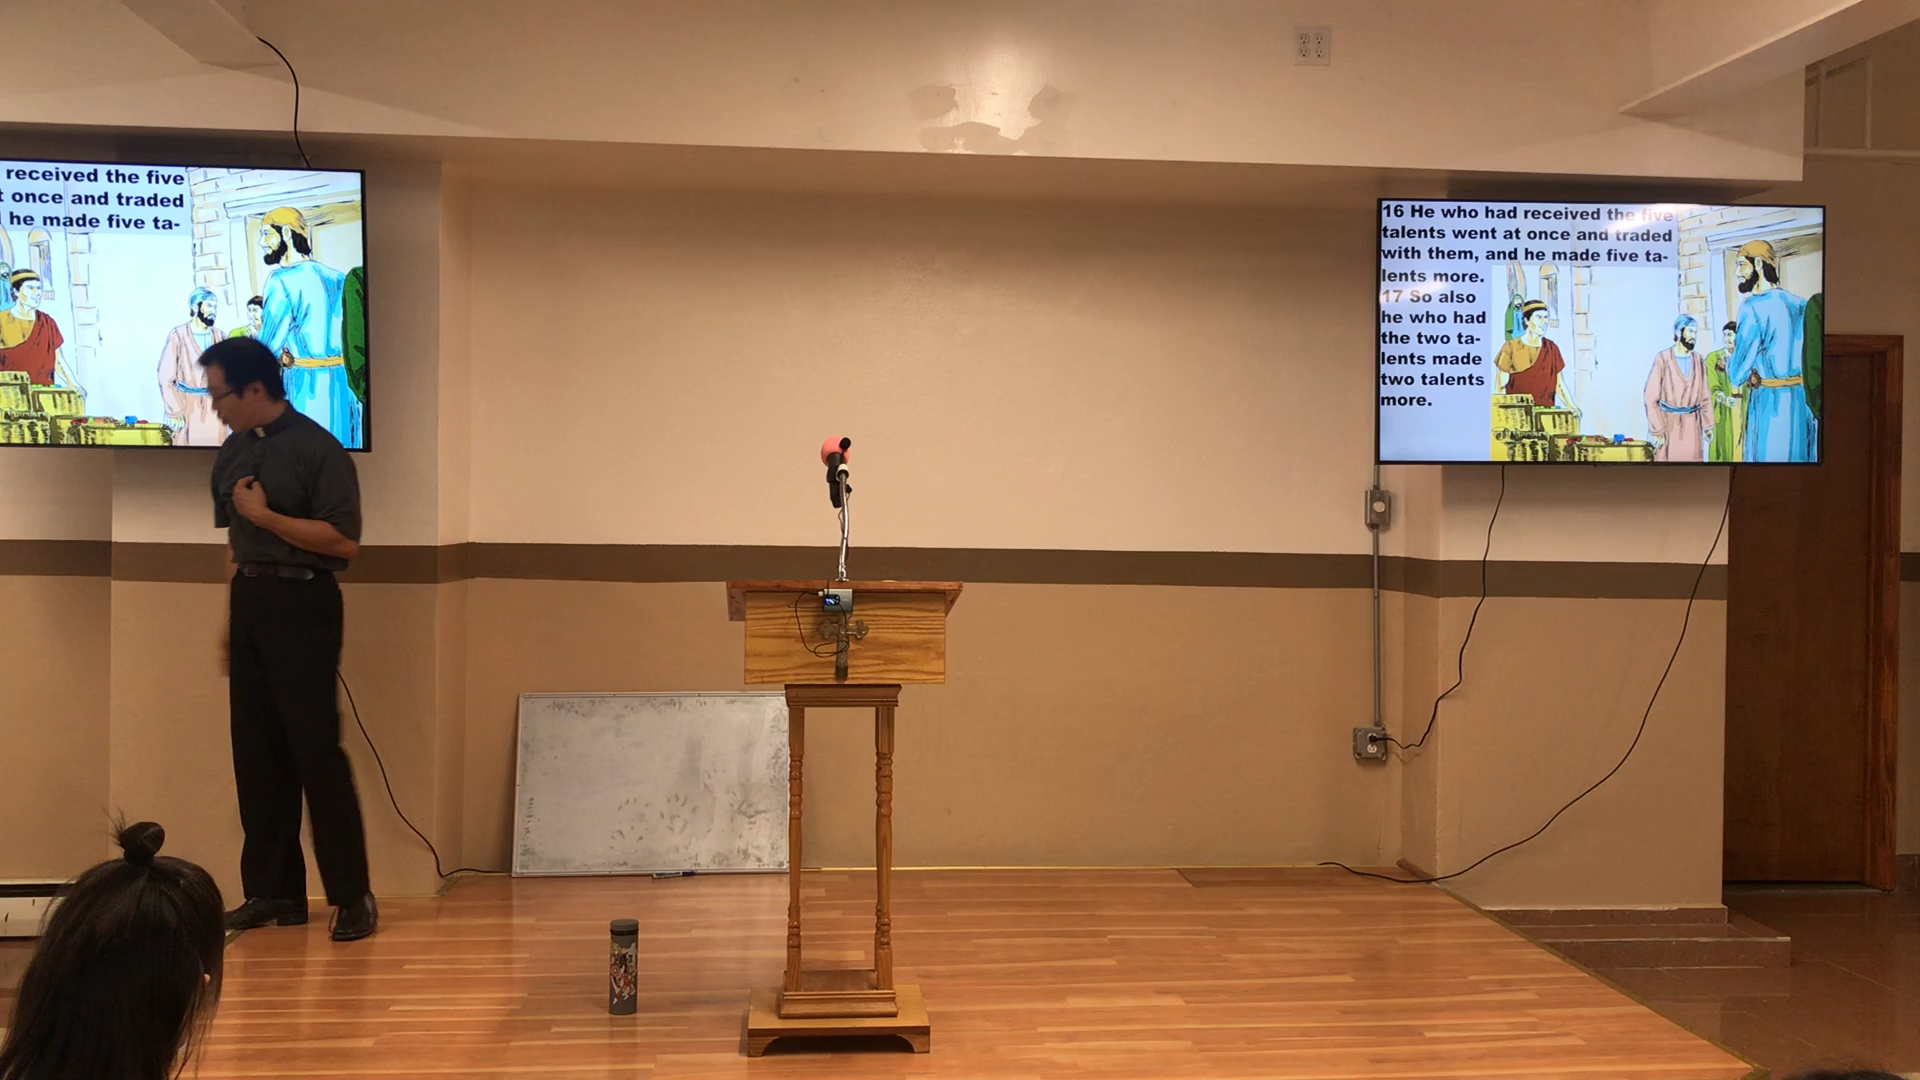 received the five
t once and traded
he made five ta-
16 He who had received the five
talents went at once and traded
with them, and he made five ta-
lents more.
17 So also
he who had
the two ta-
lents made
two talents
more.